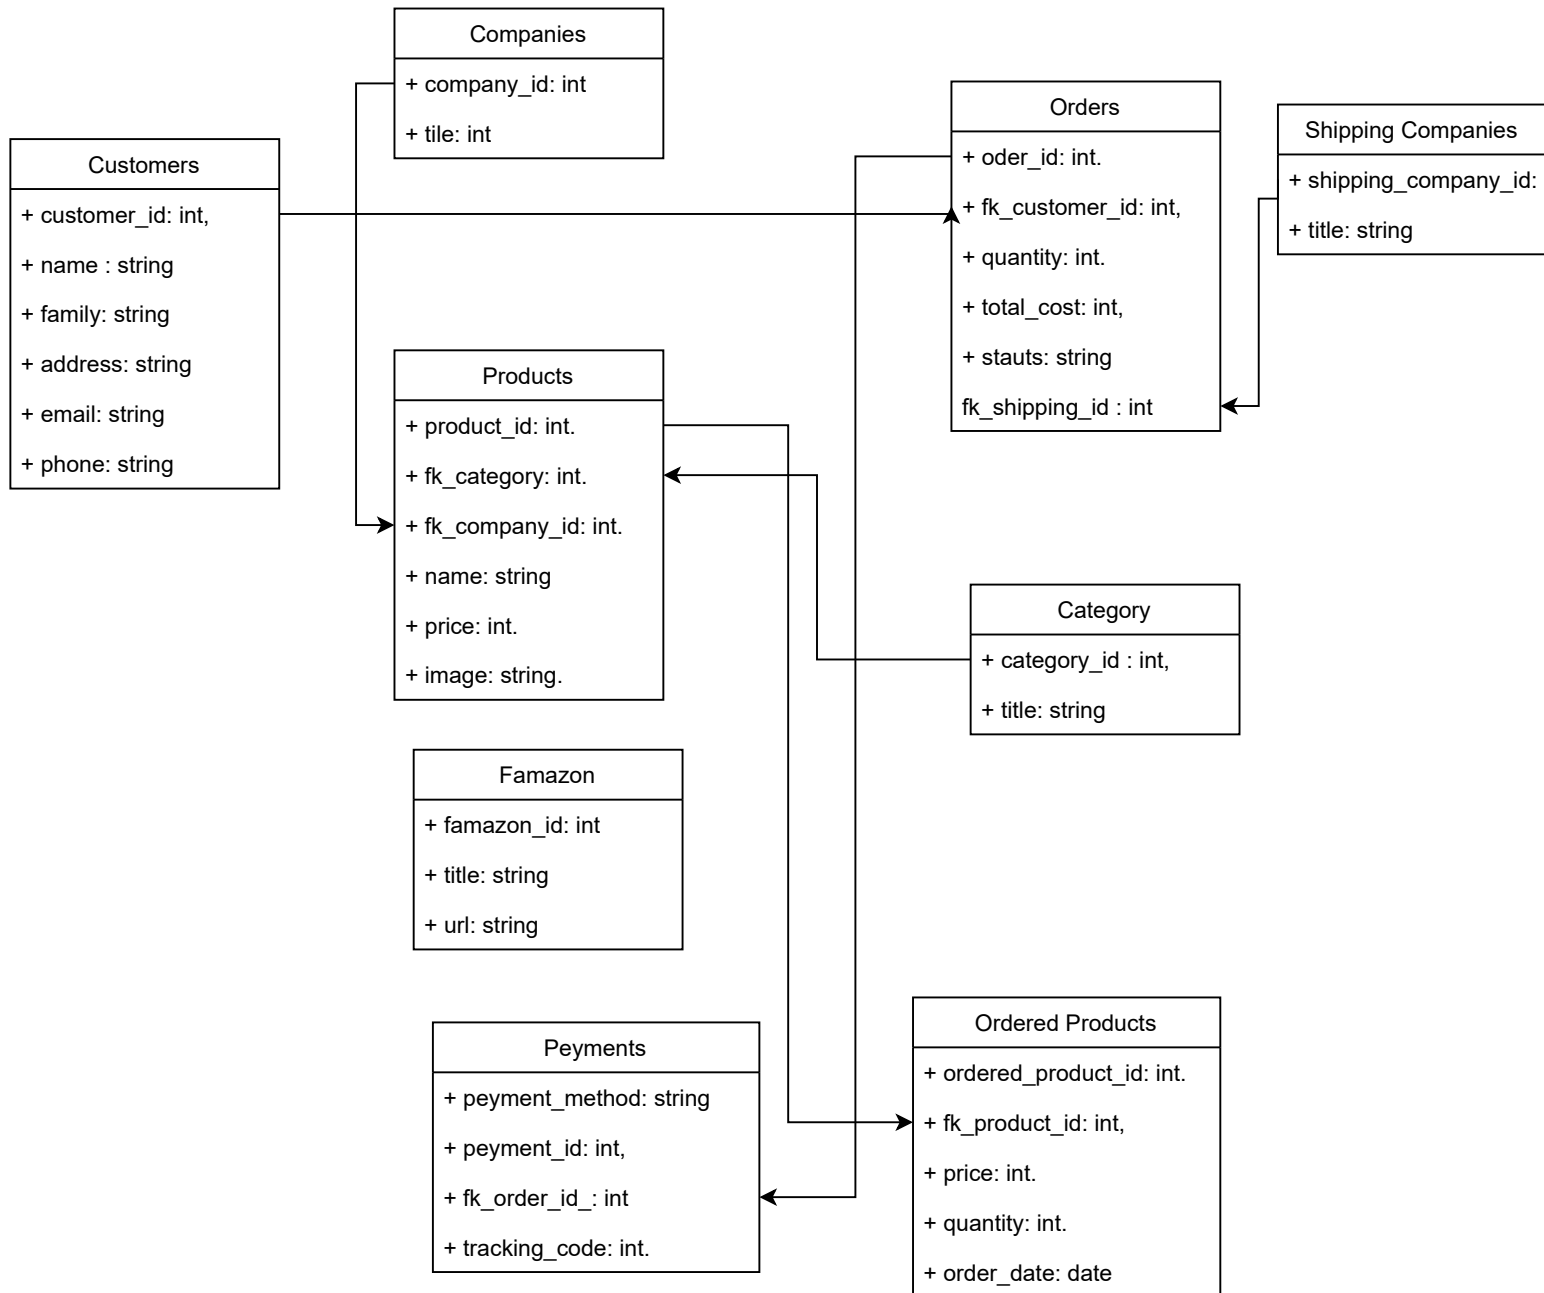 Companies
+ company_id: int
+ tile: int
Customers
+ customer_id: int,
+ name : string
+ family: string
+ address: string
+ email: string
+ phone: string
Orders
+ oder_id: int.
+ fk_customer_id: int,
+ quantity: int.
+ total_cost: int,
+ stauts: string
fk_shipping_id : int
Shipping Companies
+ shipping_company_id:
+ title: string
Products
+ product_id: int.
+ fk_category: int.
+ fk_company_id: int.
+ name: string
+ price: int.
+ image: string.
Category
+ category_id : int,
+ title: string
Famazon
+ famazon_id: int
+ title: string
+ url: string
Peyments
+ peyment_method: string
+ peyment_id: int,
+ fk_order_id_: int
+ tracking_code: int.
Ordered Products
+ ordered_product_id: int.
+ fk_product_id: int,
+ price: int.
+ quantity: int.
+ order_date: date